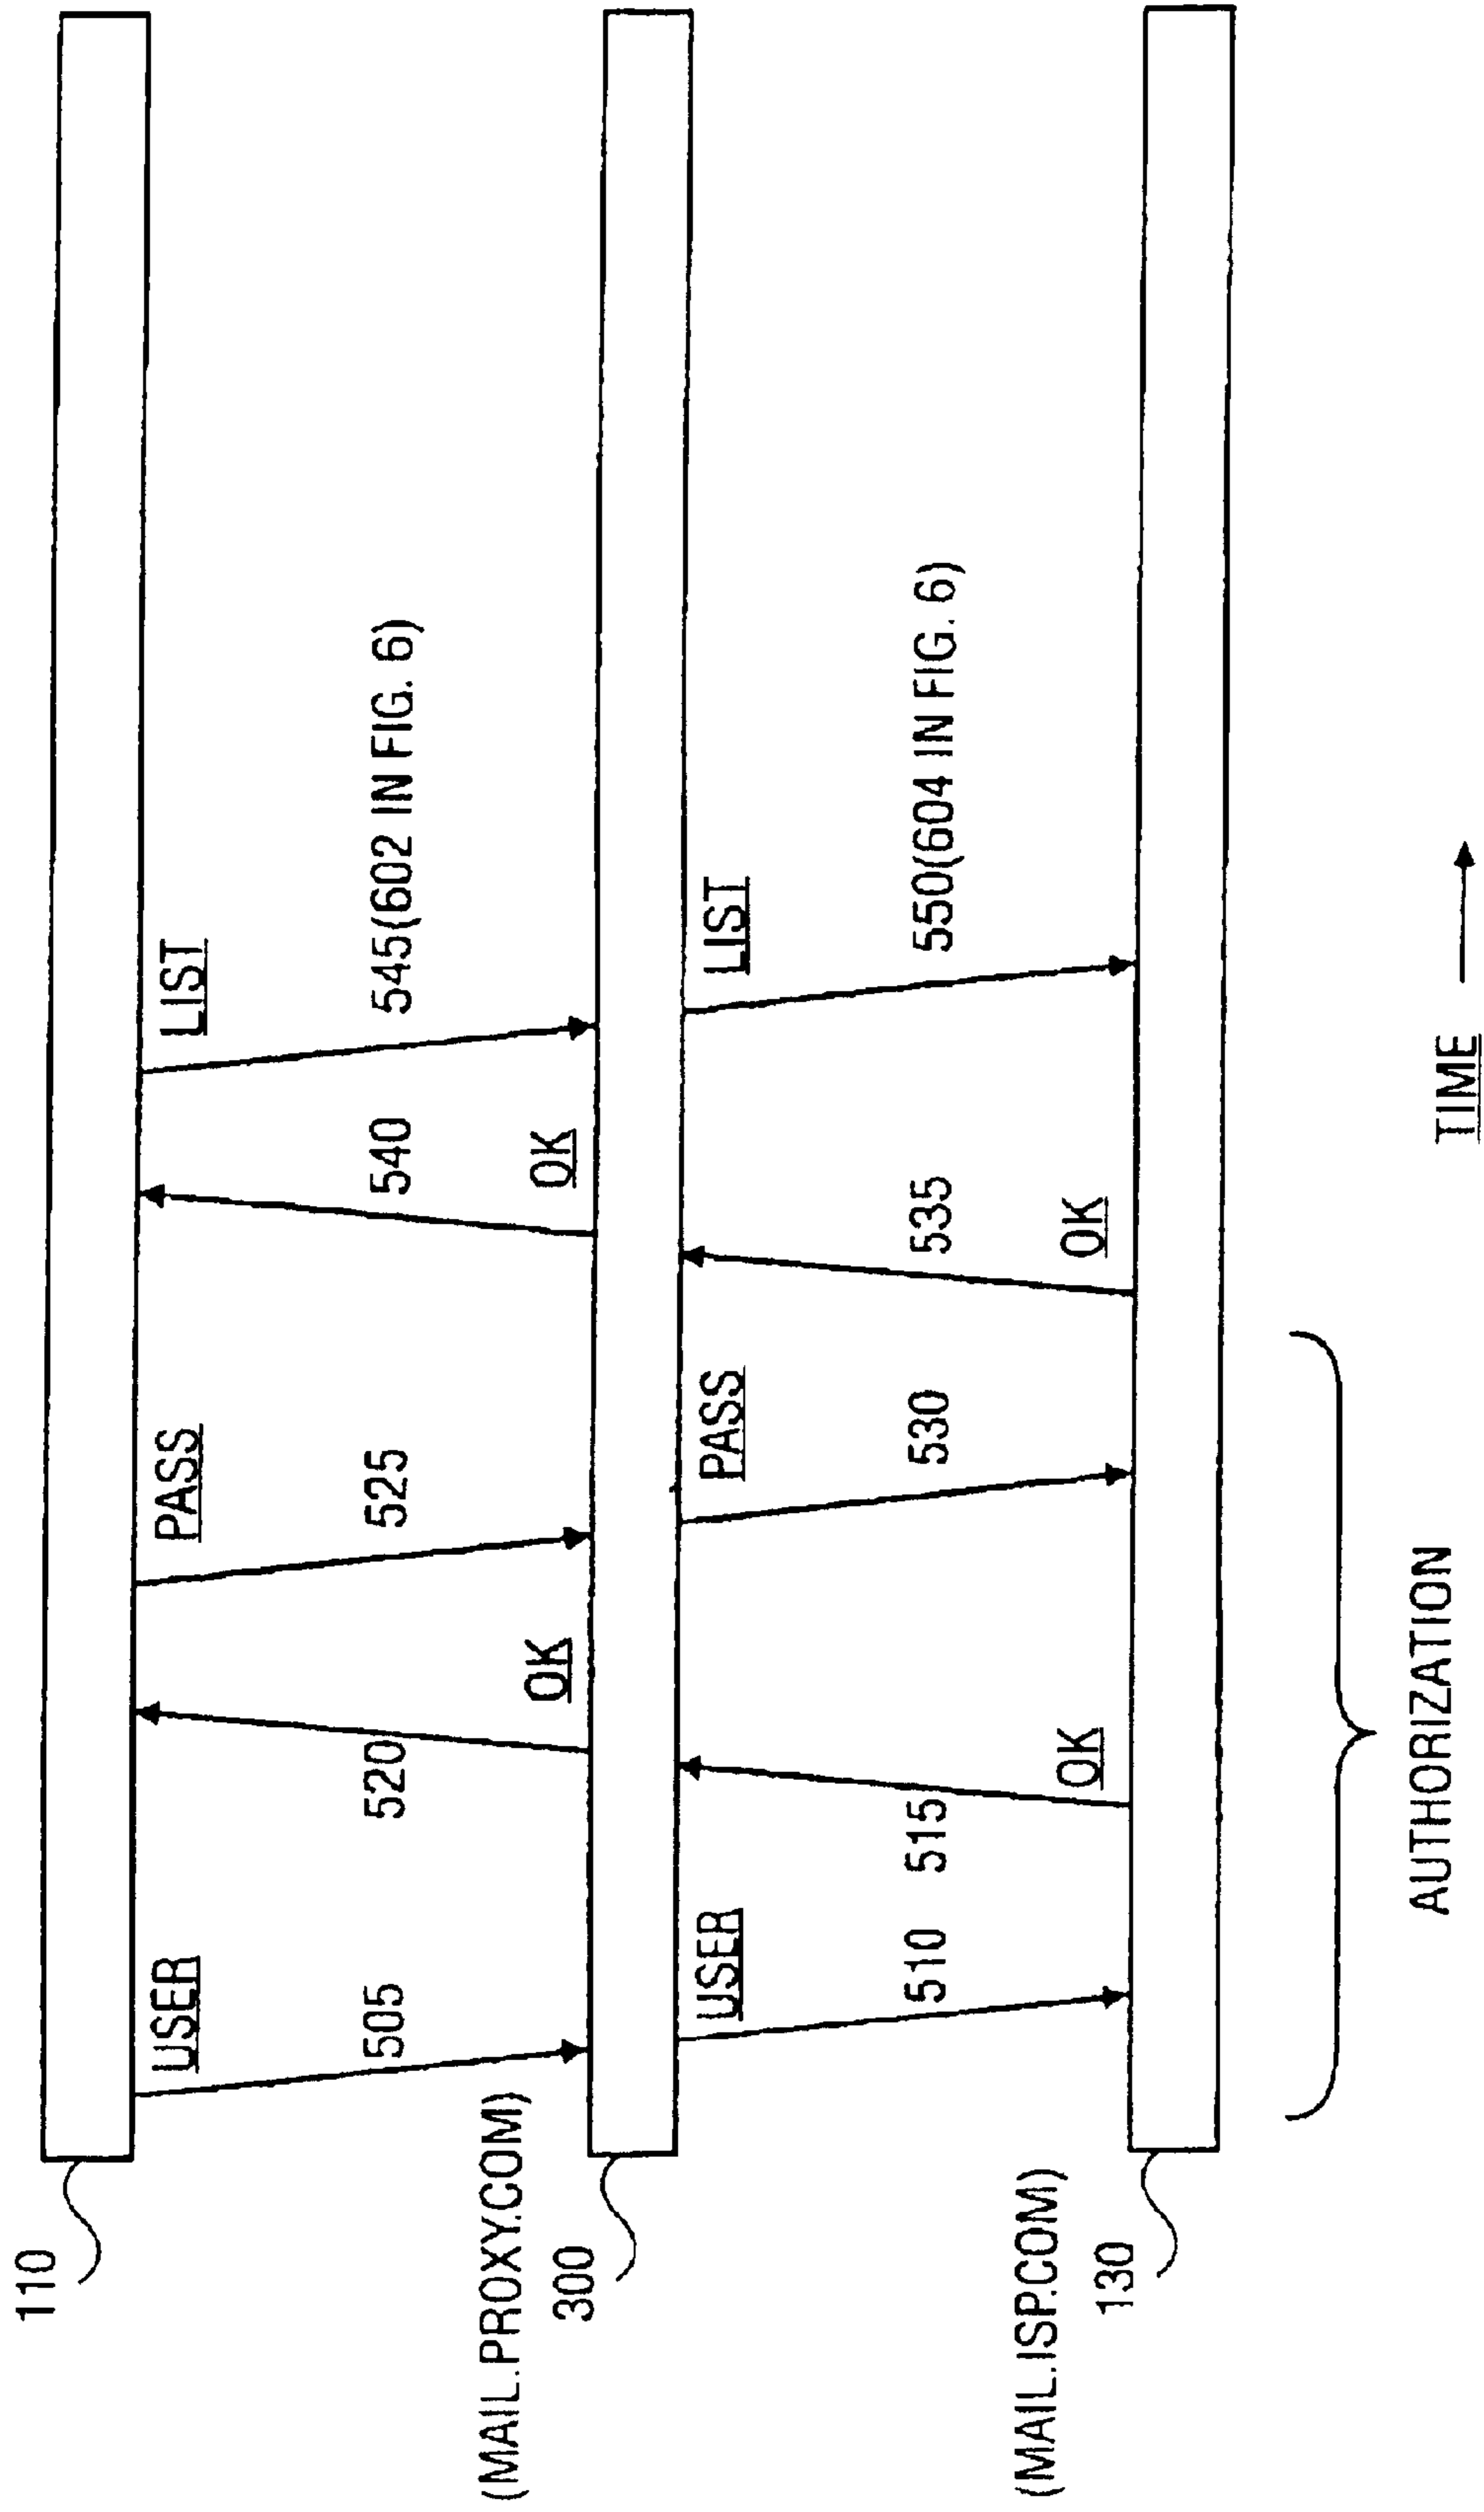 110
USER
505
520
OK
PASS
525
540
OK
LIST
545(602 IN FIG. 6)
(MAIL.PROXY.COM)
300
USER
510
515
OK
PASS
530
535
OK
LIST
550(604 IN FIG. 6)
(MAIL.ISP.COM)
130
AUTHORIZATION
TIME